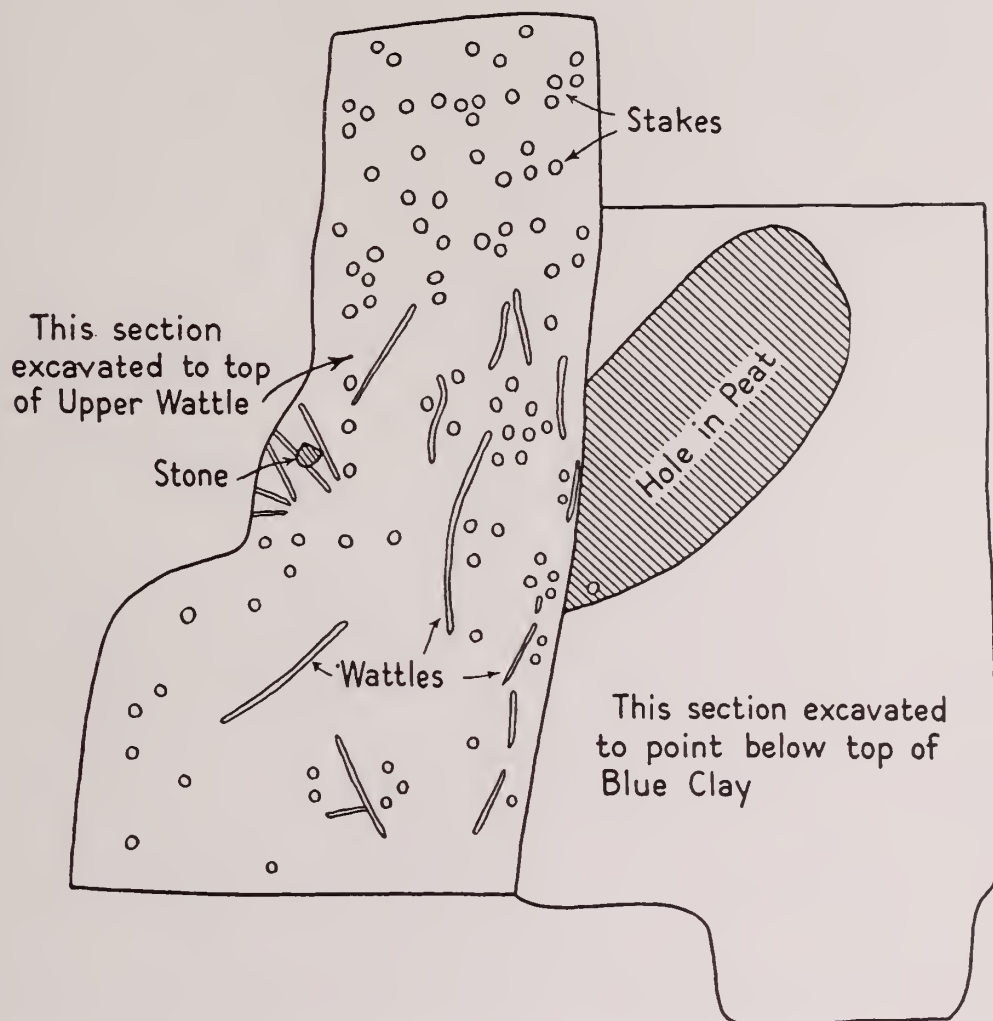 Stakes
This section
excavated to top
of Upper Wattle
Hole in Peat
Stone
Wattles
This section excavated
to point below top of
Blue Clay